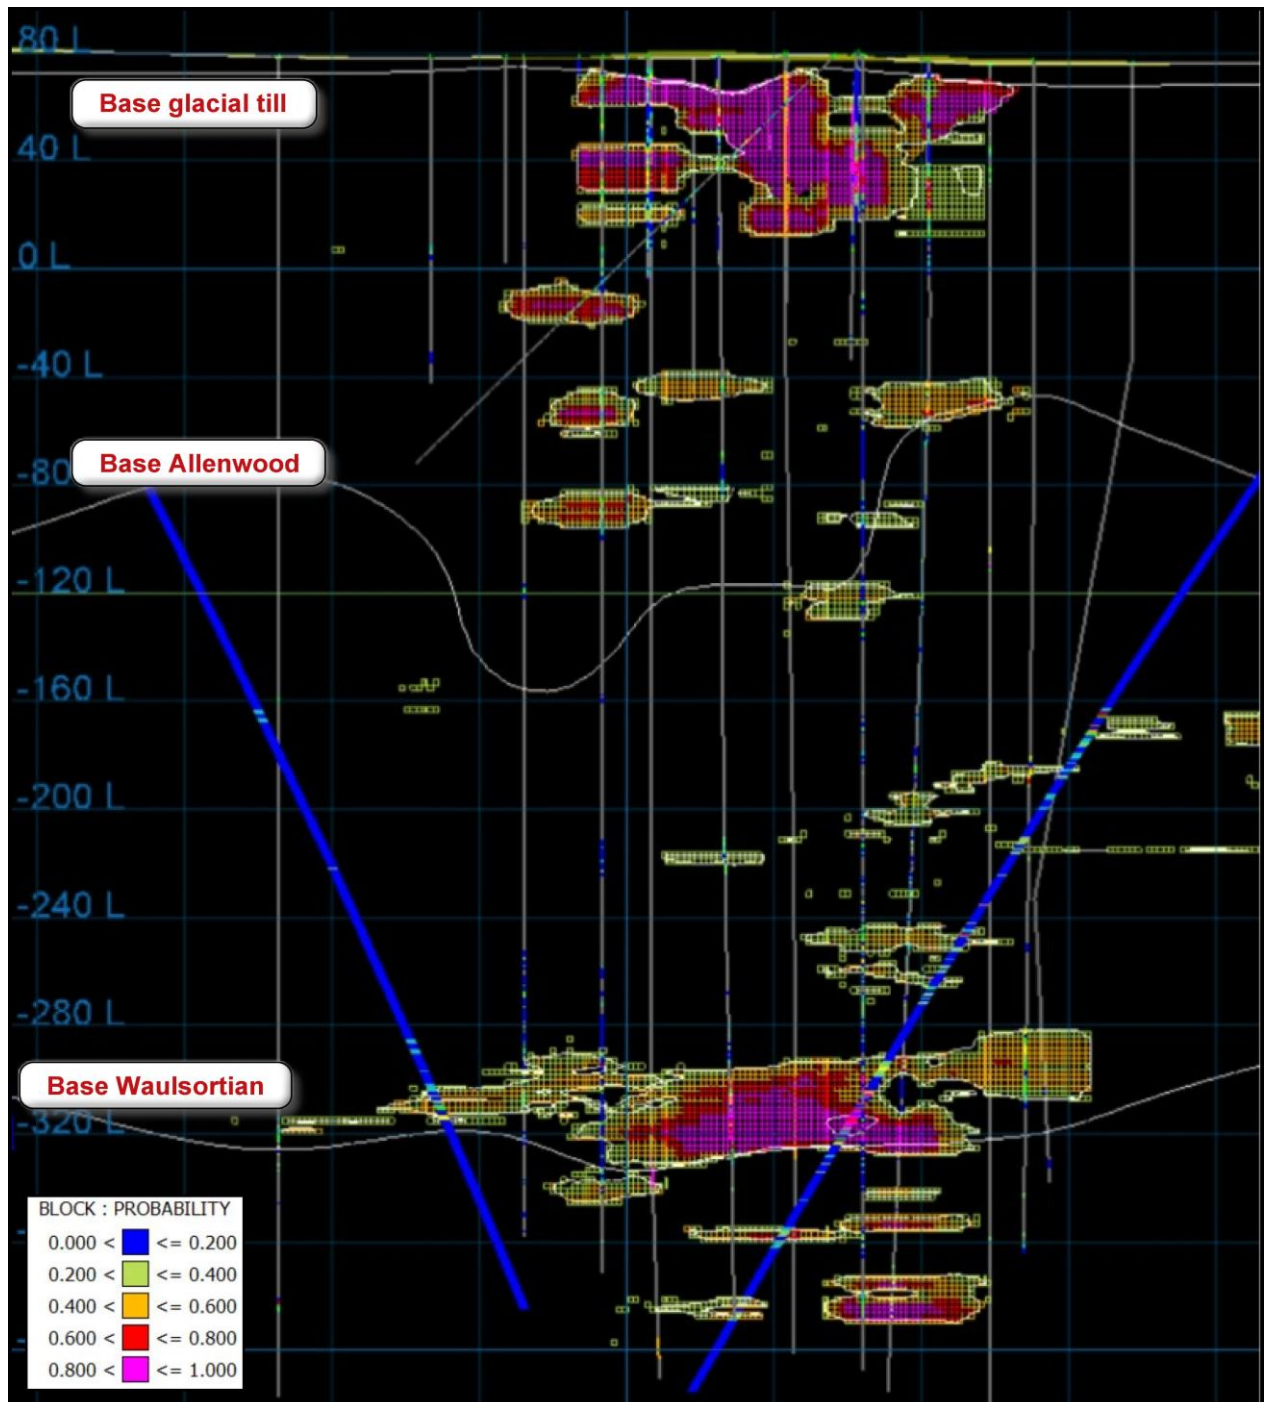 80 L
Base glacial till
40 L
0 L
-40 L
Base Allenwood
-80
-120 L
-160 L
-200 L
-240 L
-280 L
Base Waulsortian
-320 L
BLOCK : PROBABILITY
0.000 < <= 0.200
0.200 < <= 0.400
0.400 < <= 0.600
0.600 < <= 0.800
0.800 < <= 1.000